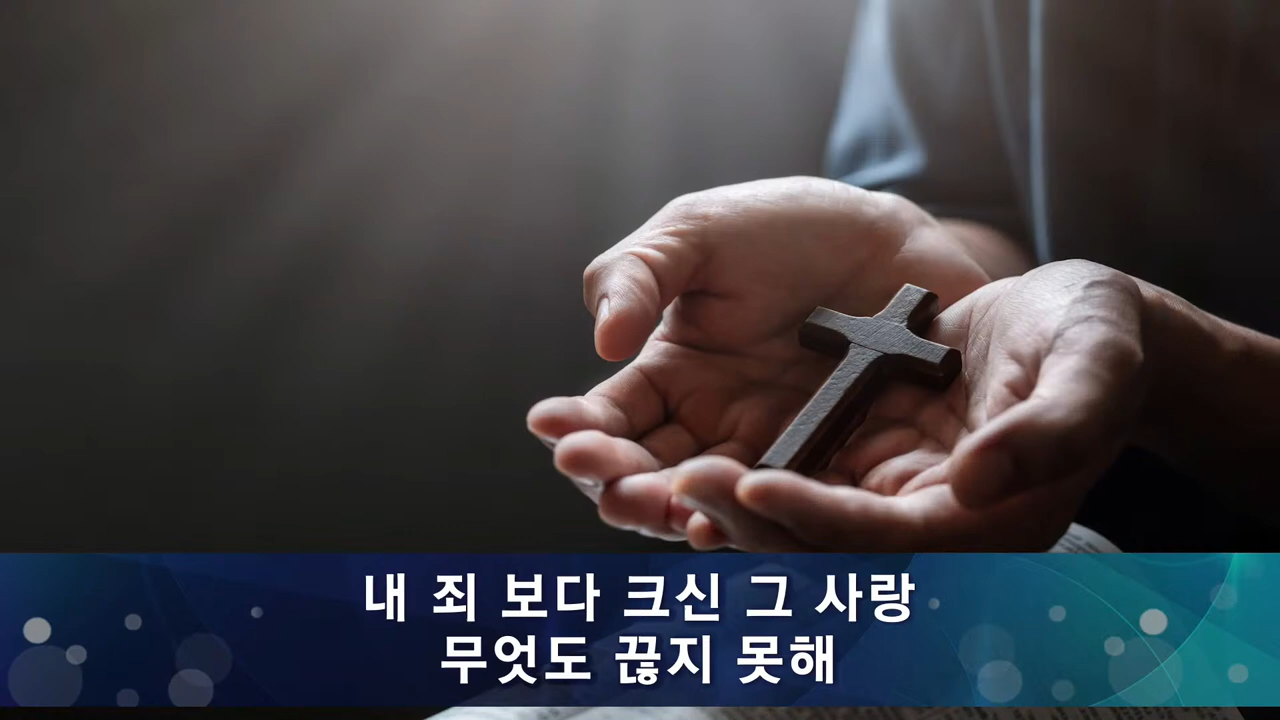 내 죄 보다 크신 그 사랑
무엇도 끊지 못해